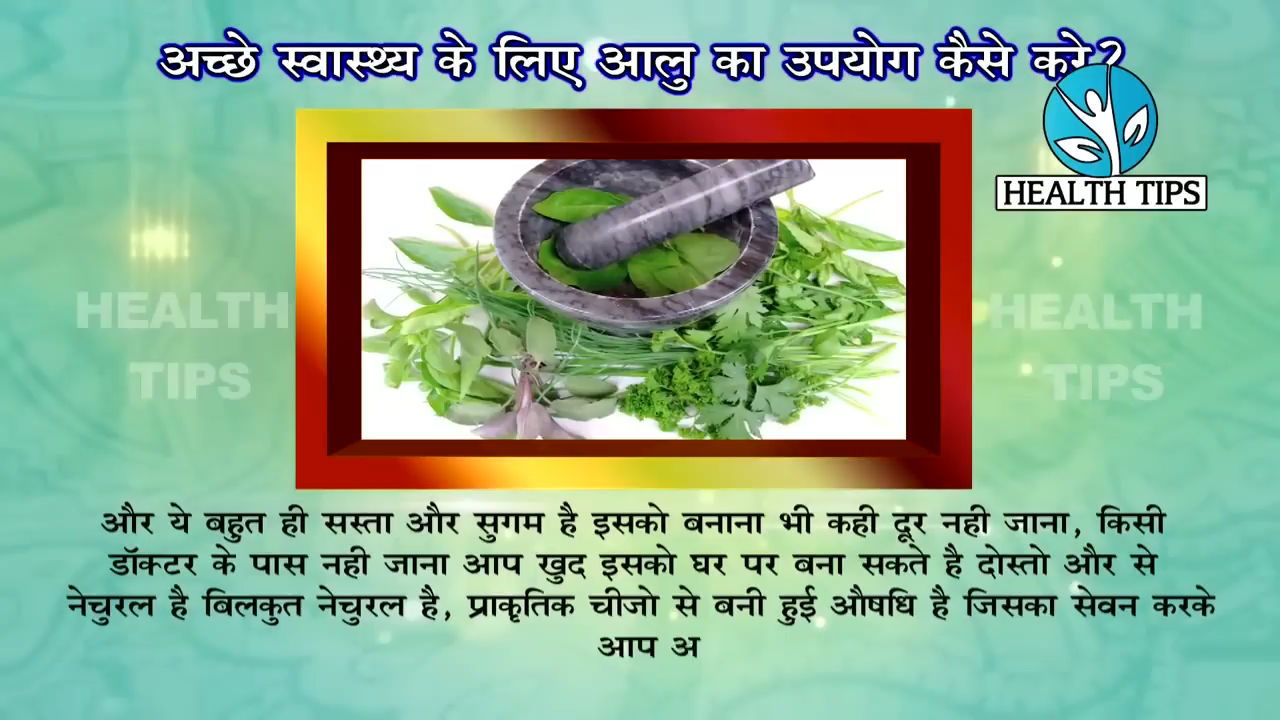 अच्छे स्वास्थ्य के लिए आलु का उपयोग कैसे करे?
HEALTH TIPS
HEALTH
TIPS
HEALTH
TIPS
और ये बहुत ही सस्ता और सुगम है इसको बनाना भी कही दूर नही जाना, किसी
डॉक्टर के पास नही जाना आप खुद इसको घर पर बना सकते है दोस्तो और से
नेचुरल है बिलकुत नेचुरल है, प्राकृतिक चीजो से बनी हुई औषधि है जिसका सेवन करके
आप अ